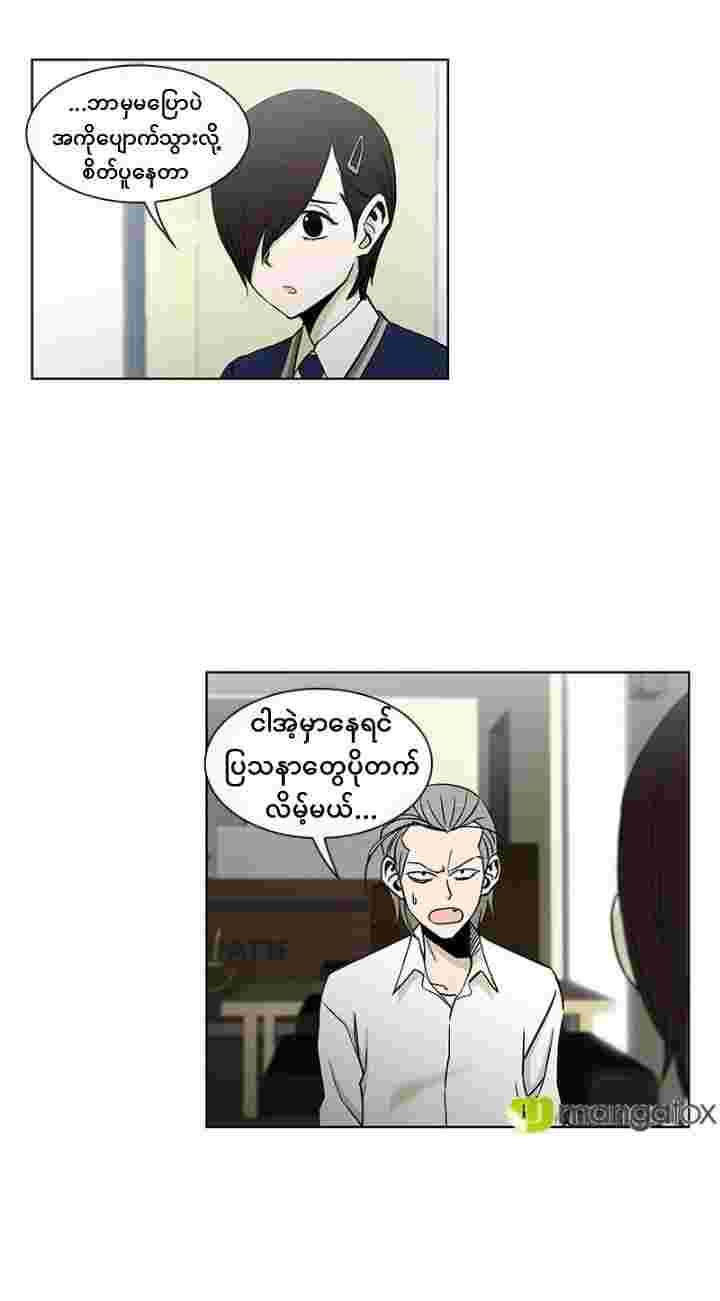 ...ဘာမှမပြောပဲ
အကိုပျောက်သွားလို့
စိတ်ပူနေတာ
ငါအဲ့မှာနေရင်
ပြသနာတွေပိုတက်
လိမ့်မယ်...
mangafox